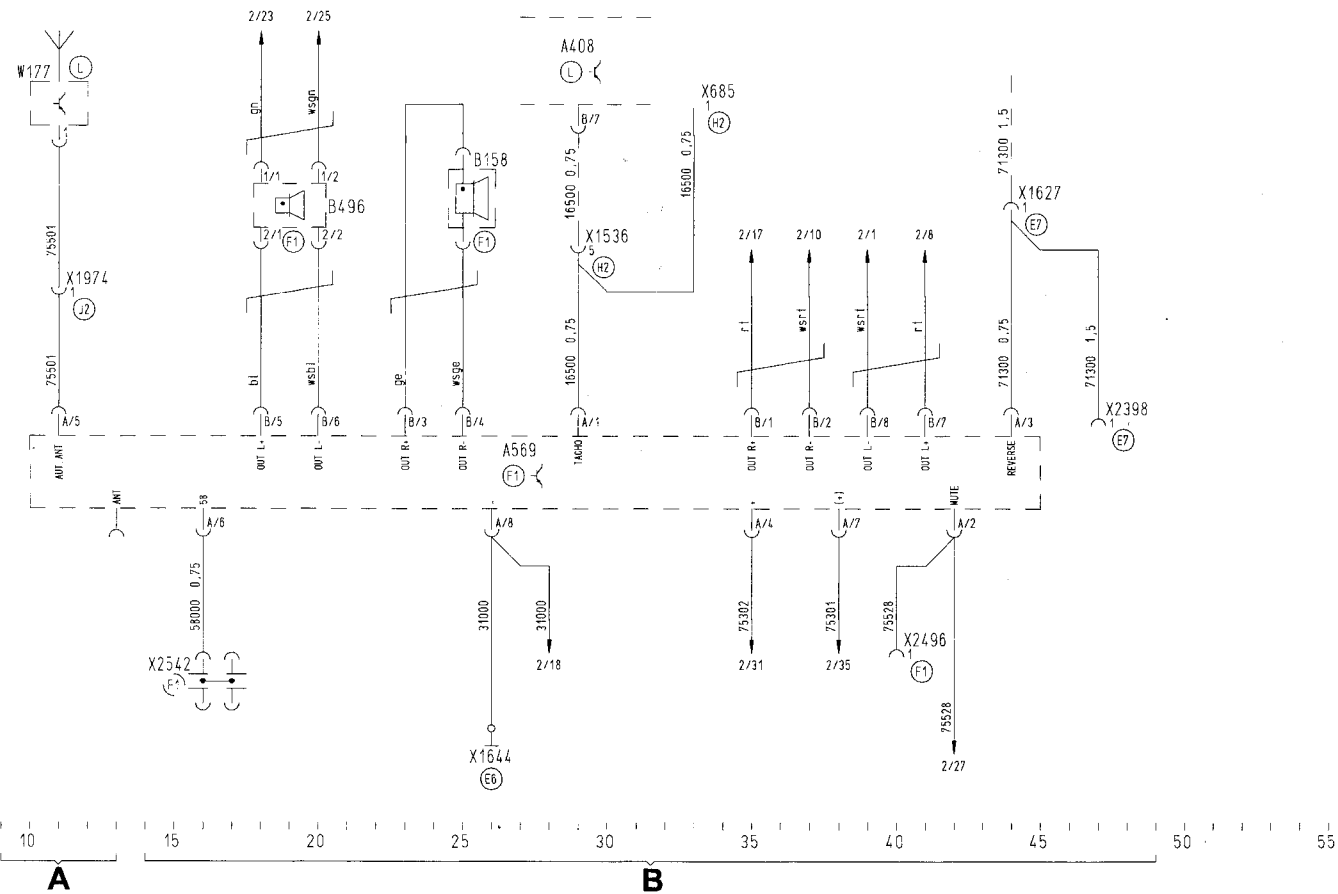 2/23
2/25
A408
L
W177
L
1
gn
wsgn
X685
1
H2
B/7
71300 1,5
16500 0,75
16500 0,75
B158
1/1
1/2
B496
2/1
F1
2/2
F1
X1627
1
E7
75501
X1536
5
H2
2/17
2/10
2/1
2/8
X1974
1
J2
rt
wsrt
wsrt
rt
75501
bl
wsbl
ge
wsge
16500 0,75
71300 0,75
71300 1,5
A/5
B/5
B/6
B/3
B/4
A/1
B/1
B/2
B/8
B/7
A/3
X2398
1
E7
AUT.ANT
OUT L+
OUT L-
OUT R+
OUT R-
A569
F1
TACHO
OUT R+
OUT R-
OUT L-
OUT L+
REVERSE
ANT
58
-
+
(+)
MUTE
A/6
A/8
A/4
A/7
A/2
58000 0,75
31000
31000
75302
75301
75528
X2542
F1
2/18
2/31
2/35
X2496
1
F1
75528
X1644
E6
2/27
10 15 20 25 30 35 40 45 50 55
A B